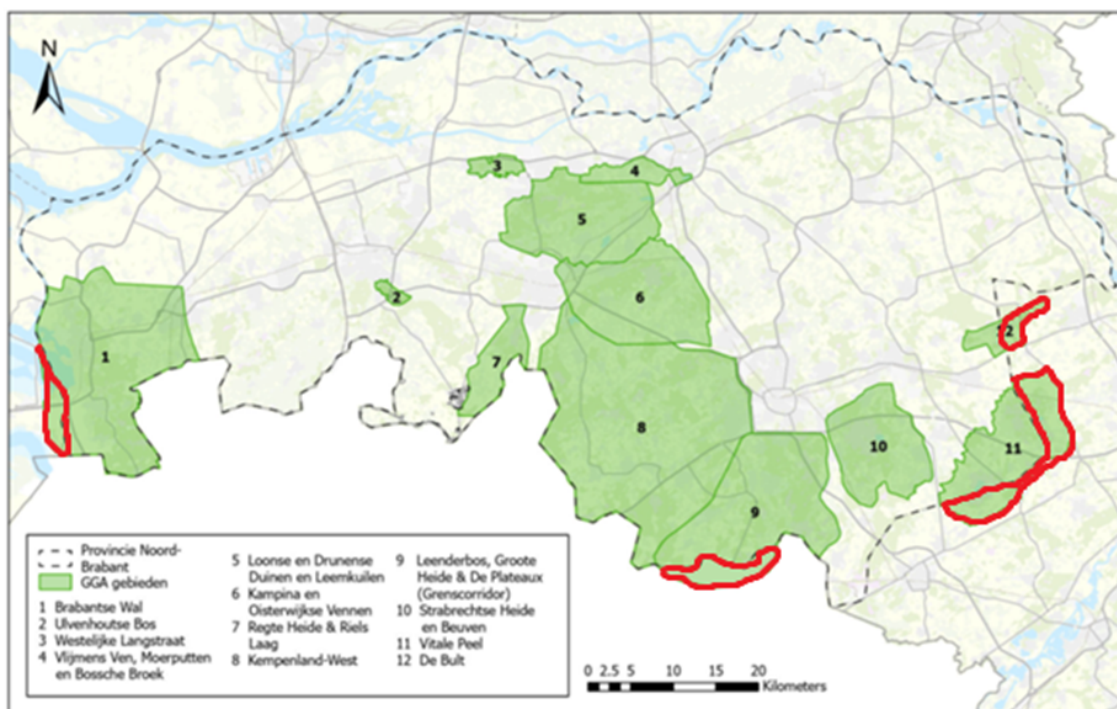 N
3
4
5
2
6
12
1
7
8
10
11
9
Provincie Noord-
Brabant
GGA gebieden
1 Brabantse Wal
2 Ulvenhoutse Bos
3 Westelijke Langstraat
4 Vlijmens Ven, Moerputten
en Bossche Broek
5 Loonse en Drunense
Duinen en Leemkuilen
6 Kampina en
Oisterwijkse Vennen
7 Regte Heide & Riels
Laag
8 Kempenland-West
9 Leenderbos, Groote
Heide & De Plateaux
(Grenscorridor)
10 Strabrechtse Heide
en Beuven
11 Vitale Peel
12 De Bult
0 2.5 5 10 15 20
Kilometers